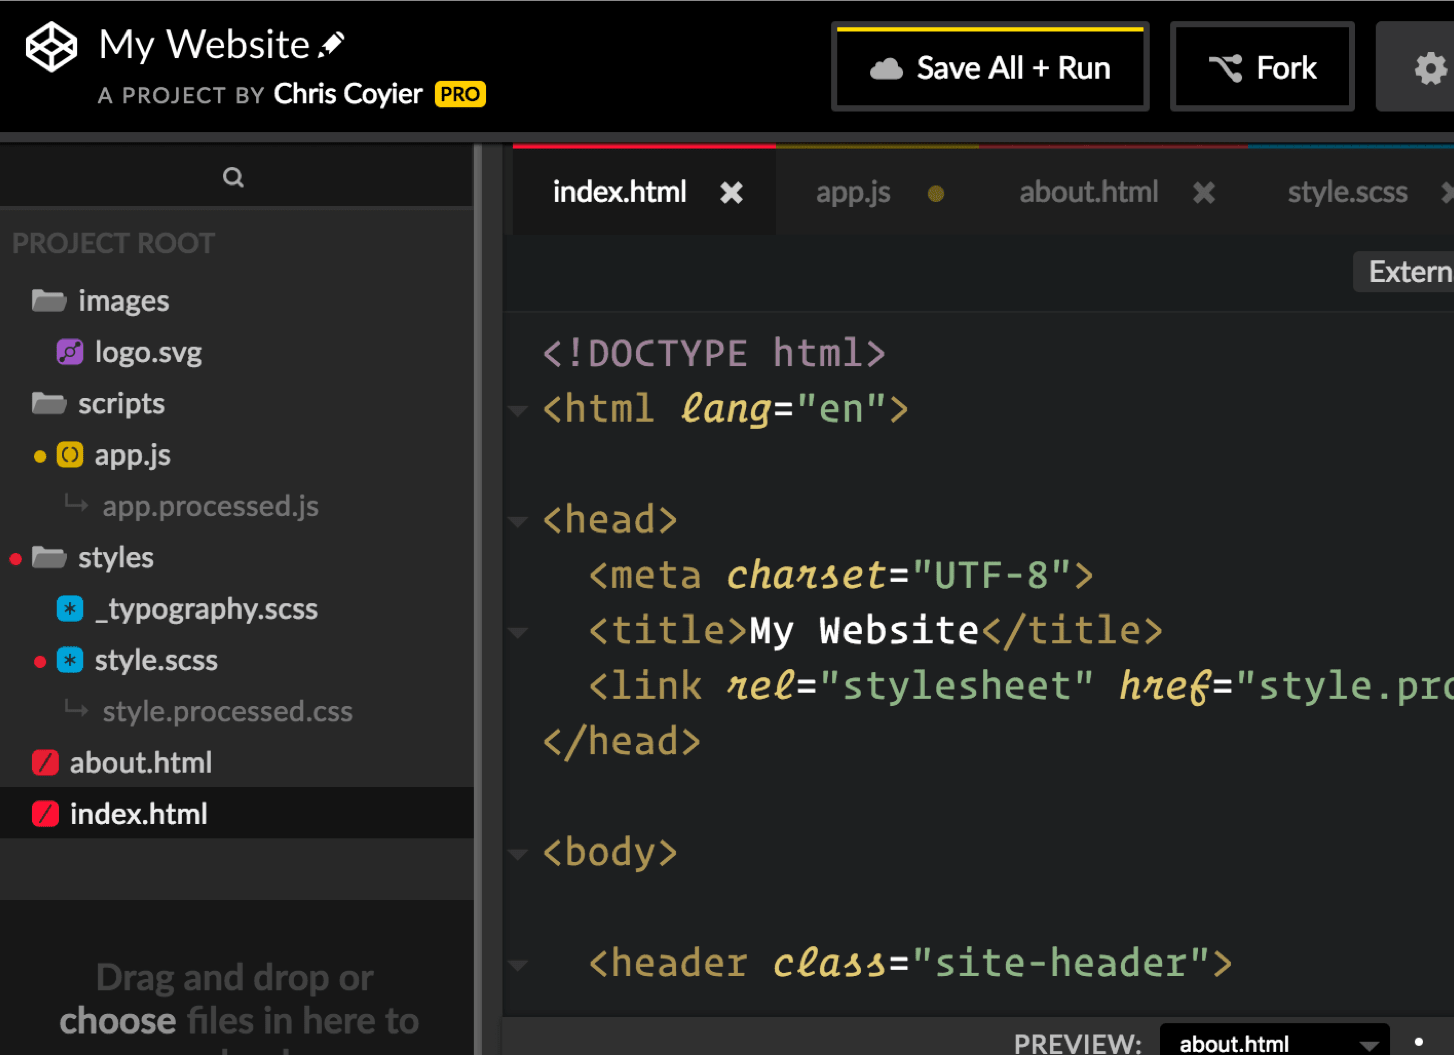 My Website
A PROJECT BY Chris Coyier PRO
Save All + Run
Fork
PROJECT ROOT
images
logo.svg
scripts
app.js
app.processed.js
styles
_typography.scss
style.scss
style.processed.css
about.html
index.html
Drag and drop or
choose files in here to
index.html
app.js
about.html
style.scss
Extern
<!DOCTYPE html>
<html lang="en">
<head>
<meta charset="UTF-8">
<title>My Website</title>
<link rel="stylesheet" href="style.pro
</head>
<body>
<header class="site-header">
PREVIEW: about.html